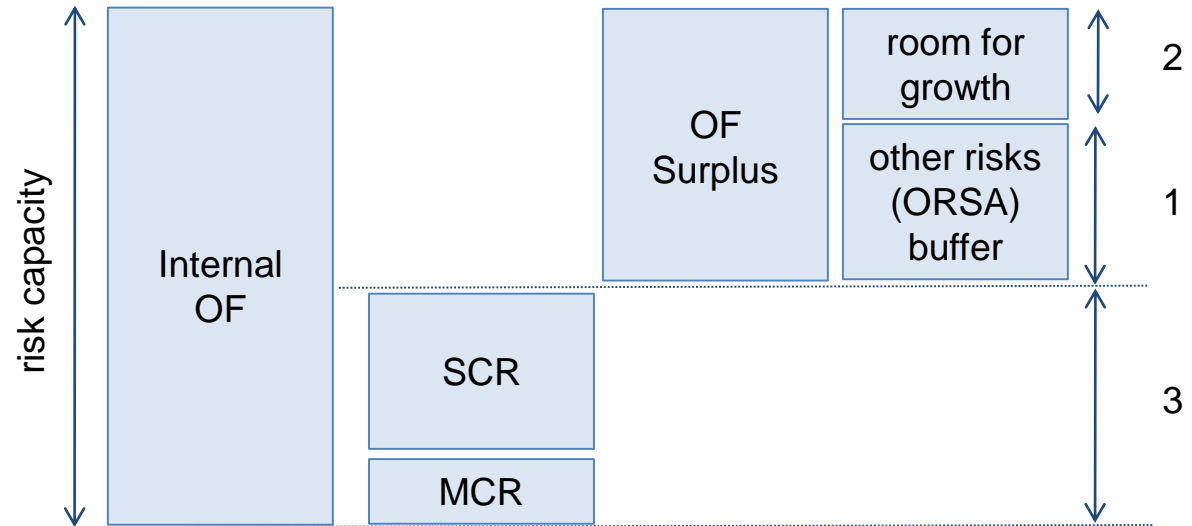 risk capacity
Internal
OF
SCR
MCR
OF
Surplus
room for
growth
other risks
(ORSA)
buffer
2
1
3